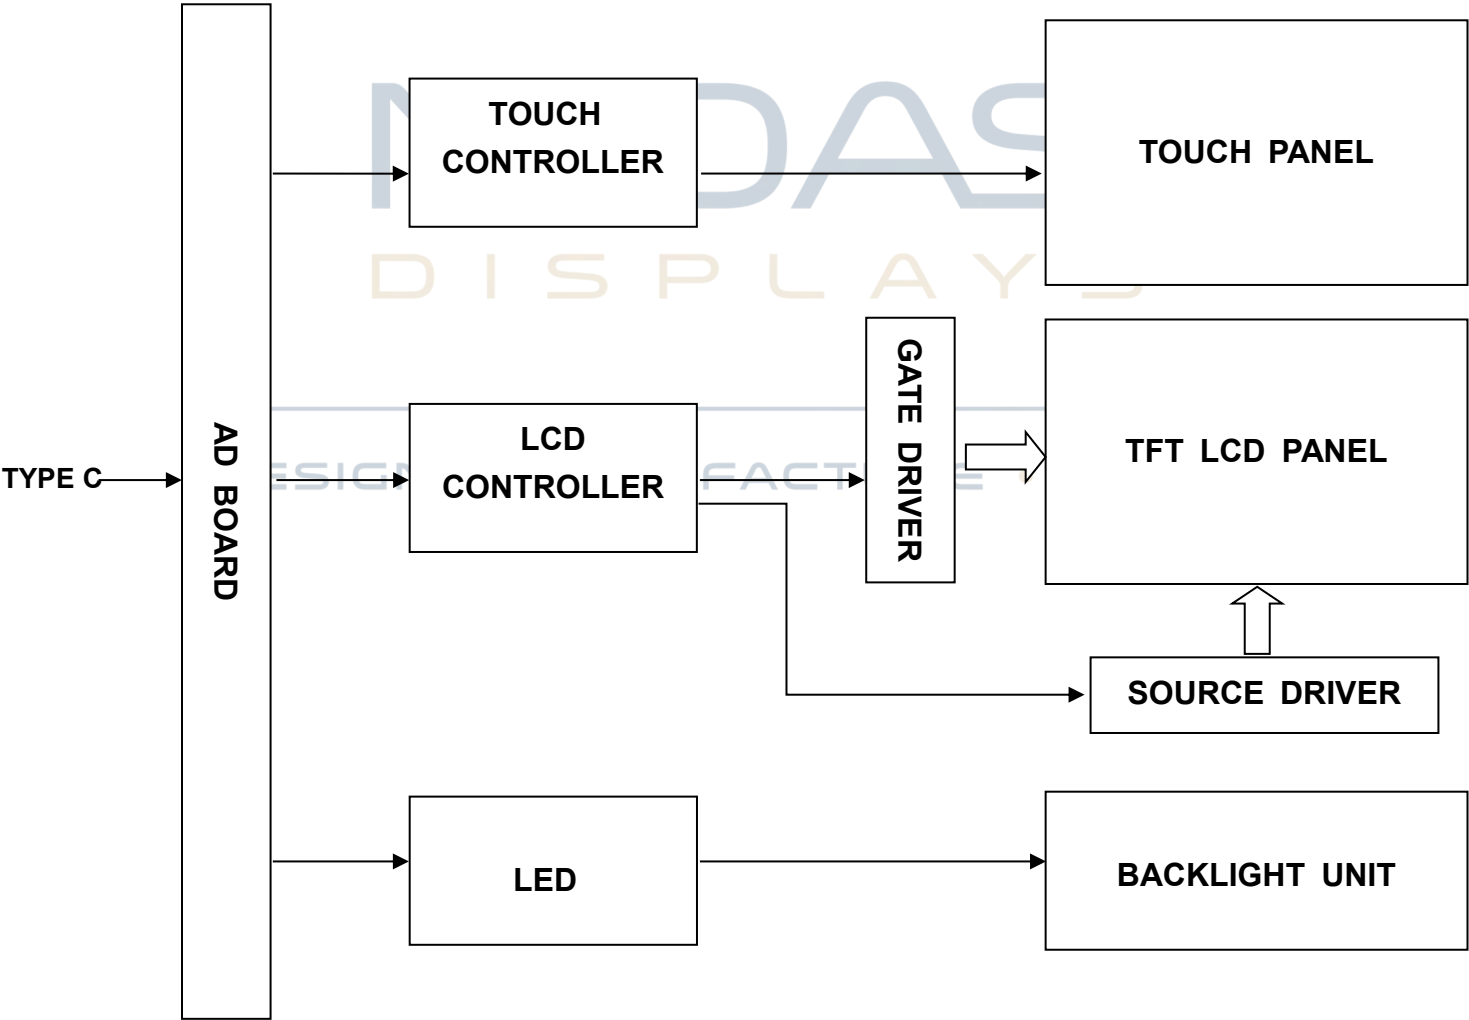 TOUCH
CONTROLLER
TOUCH PANEL
DISPLAYS
TYPE C
AD BOARD
LCD
CONTROLLER
GATE DRIVER
TFT LCD PANEL
SOURCE DRIVER
LED
BACKLIGHT UNIT